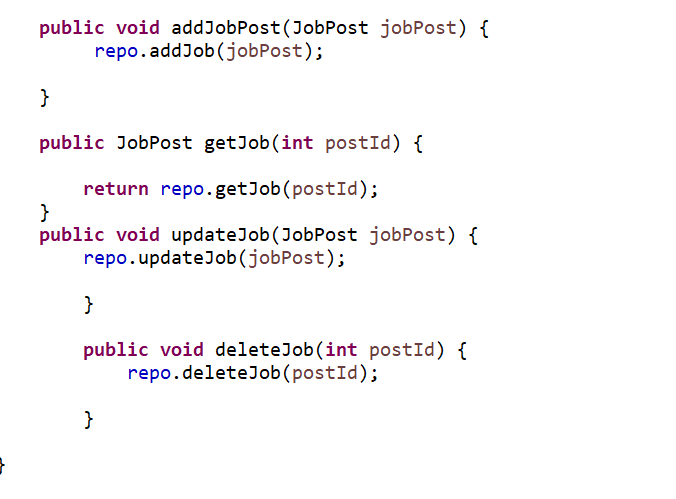 public void addJobPost(JobPost jobPost) {
repo.addJob(jobPost);
}
public JobPost getJob(int postId) {
return repo.getJob(postId);
}
public void updateJob(JobPost jobPost) {
repo.updateJob(jobPost);
}
public void deleteJob(int postId) {
repo.deleteJob(postId);
}
}